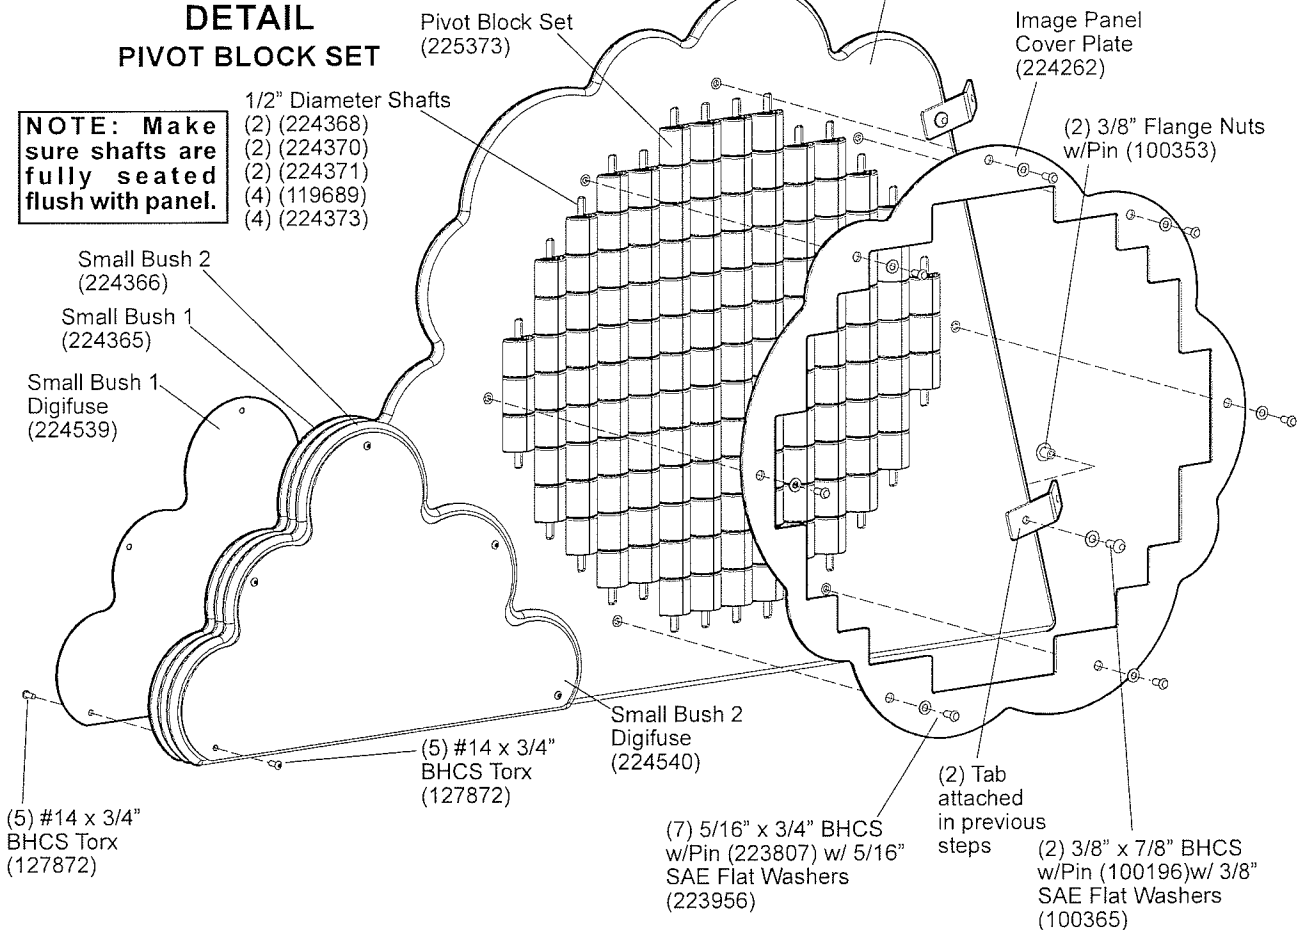 DETAIL
PIVOT BLOCK SET
NOTE: Make
sure shafts are
fully seated
flush with panel.
Pivot Block Set
(225373)
1/2" Diameter Shafts
(2) (224368)
(2) (224370)
(2) (224371)
(4) (119689)
(4) (224373)
Image Panel
Cover Plate
(224262)
(2) 3/8" Flange Nuts
w/Pin (100353)
Small Bush 2
(224366)
Small Bush 1
(224365)
Small Bush 1
Digifuse
(224539)
(5) #14 x 3/4"
BHCS Torx
(127872)
(5) #14 x 3/4"
BHCS Torx
(127872)
Small Bush 2
Digifuse
(224540)
(7) 5/16" x 3/4" BHCS
w/Pin (223807) w/ 5/16"
SAE Flat Washers
(223956)
(2) Tab
attached
in previous
steps
(2) 3/8" x 7/8" BHCS
w/Pin (100196)w/ 3/8"
SAE Flat Washers
(100365)